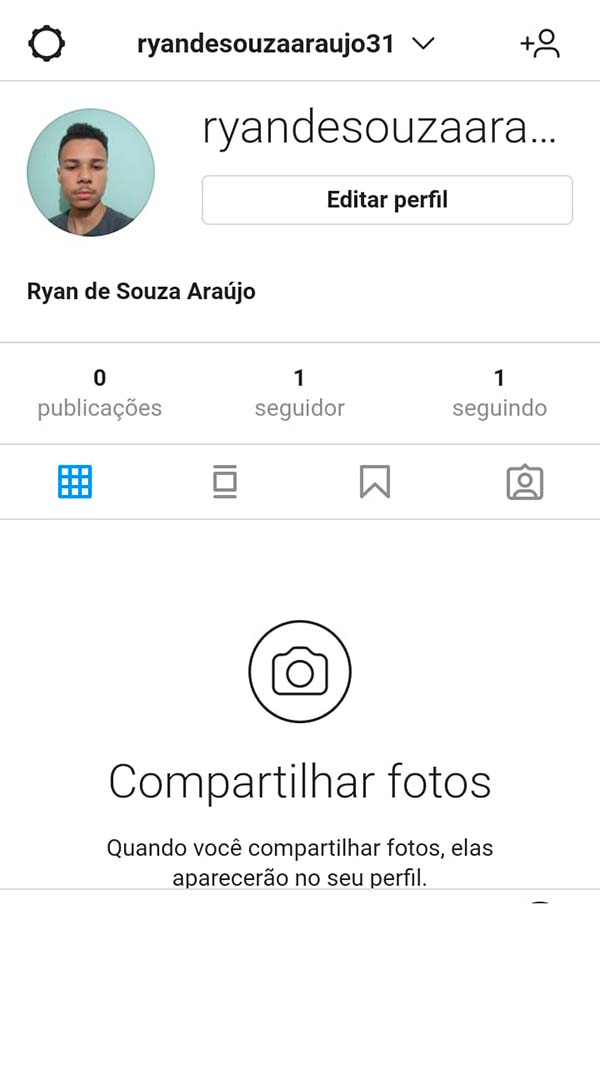 ryandesouzaaraujo31
ryandesouzaara...
Editar perfil
Ryan de Souza Araújo
0 1 1
publicações seguidor seguindo
Compartilhar fotos
Quando você compartilhar fotos, elas
aparecerão no seu perfil.